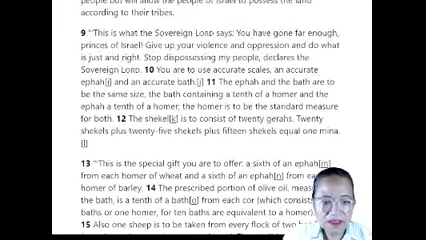 people but will allow the people of Israel to possess the land
according to their tribes.
9 “‘This is what the Sovereign LORD says: You have gone far enough,
princes of Israel! Give up your violence and oppression and do what
is just and right. Stop dispossessing my people, declares the
Sovereign LORD. 10 You are to use accurate scales, an accurate
ephah[i] and an accurate bath.[j] 11 The ephah and the bath are to
be the same size, the bath containing a tenth of a homer and the
ephah a tenth of a homer; the homer is to be the standard measure
for both. 12 The shekel[k] is to consist of twenty gerahs. Twenty
shekels plus twenty-five shekels plus fifteen shekels equal one mina.
[l]
13 “‘This is the special gift you are to offer: a sixth of an ephah[m]
from each homer of wheat and a sixth of an ephah[n] from each
homer of barley. 14 The prescribed portion of olive oil,
the bath, is a tenth of a bath[o] from each cor (which
baths or one homer, for ten baths are equivalent to a homer).
15 Also one sheep is to be taken from every flock of two